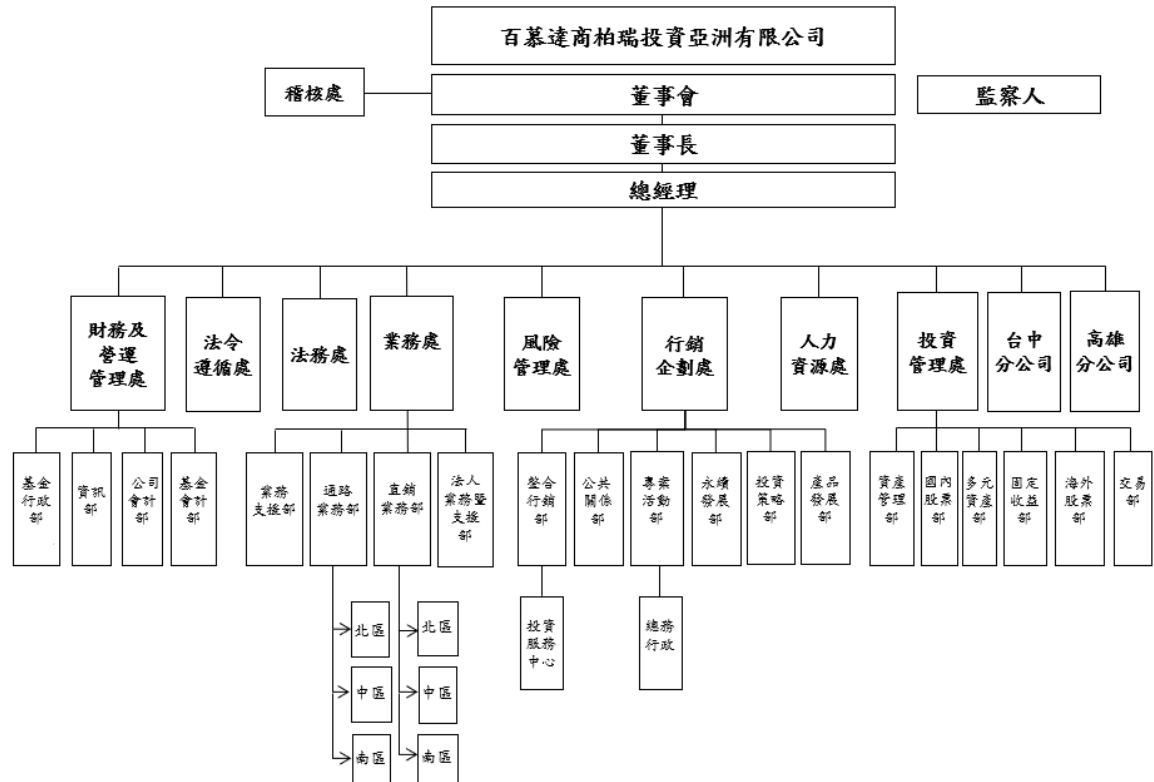 百慕達商柏瑞投資亞洲有限公司
稽核處
董事會
監察人
董事長
總經理
財務及
營運
管理處
法令
遵循處
法務處
業務處
風險
管理處
行銷
企劃處
人力
資源處
投資
管理處
台中
分公司
高雄
分公司
基金
行政
部
資訊
部
公司
會計
部
基金
會計
部
業務
支援部
通路
業務部
直銷
業務部
法人
業務暨
支援
部
整合
行銷
部
公共
關係
部
專案
活動
部
永續
發展
部
投資
策略
部
產品
發展
部
資產
管理
部
國內
股票
部
多元
資產
部
固定
收益
部
海外
股票
部
交易
部
北區
北區
中區
中區
南區
南區
投資
服務
中心
總務
行政